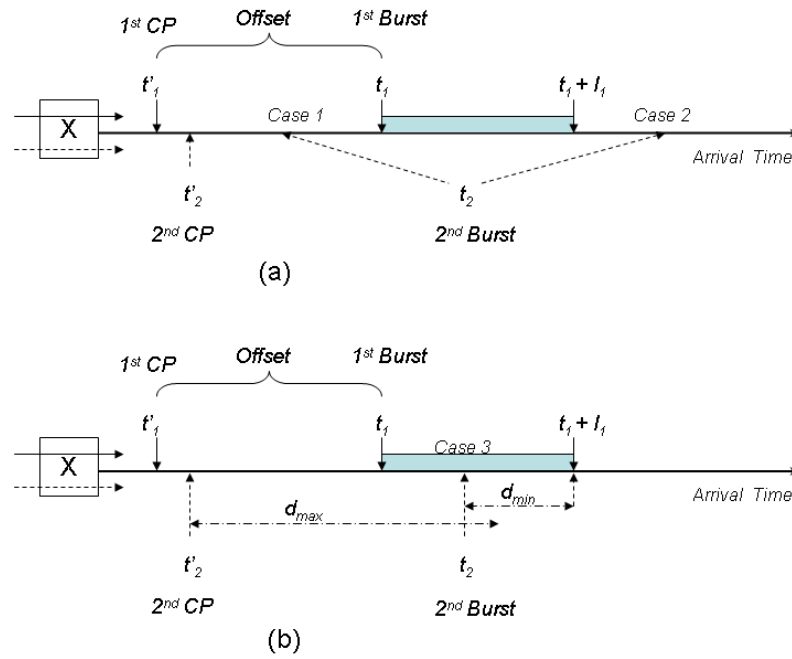 1st CP Offset 1st Burst
t'1 t1 t1 + l1
Case 1 Case 2
X
Arrival Time
t'2 t2
2nd CP 2nd Burst
(a)
1st CP Offset 1st Burst
t'1 t1 t1 + l1
Case 3
X
dmin Arrival Time
dmax
t'2 t2
2nd CP 2nd Burst
(b)